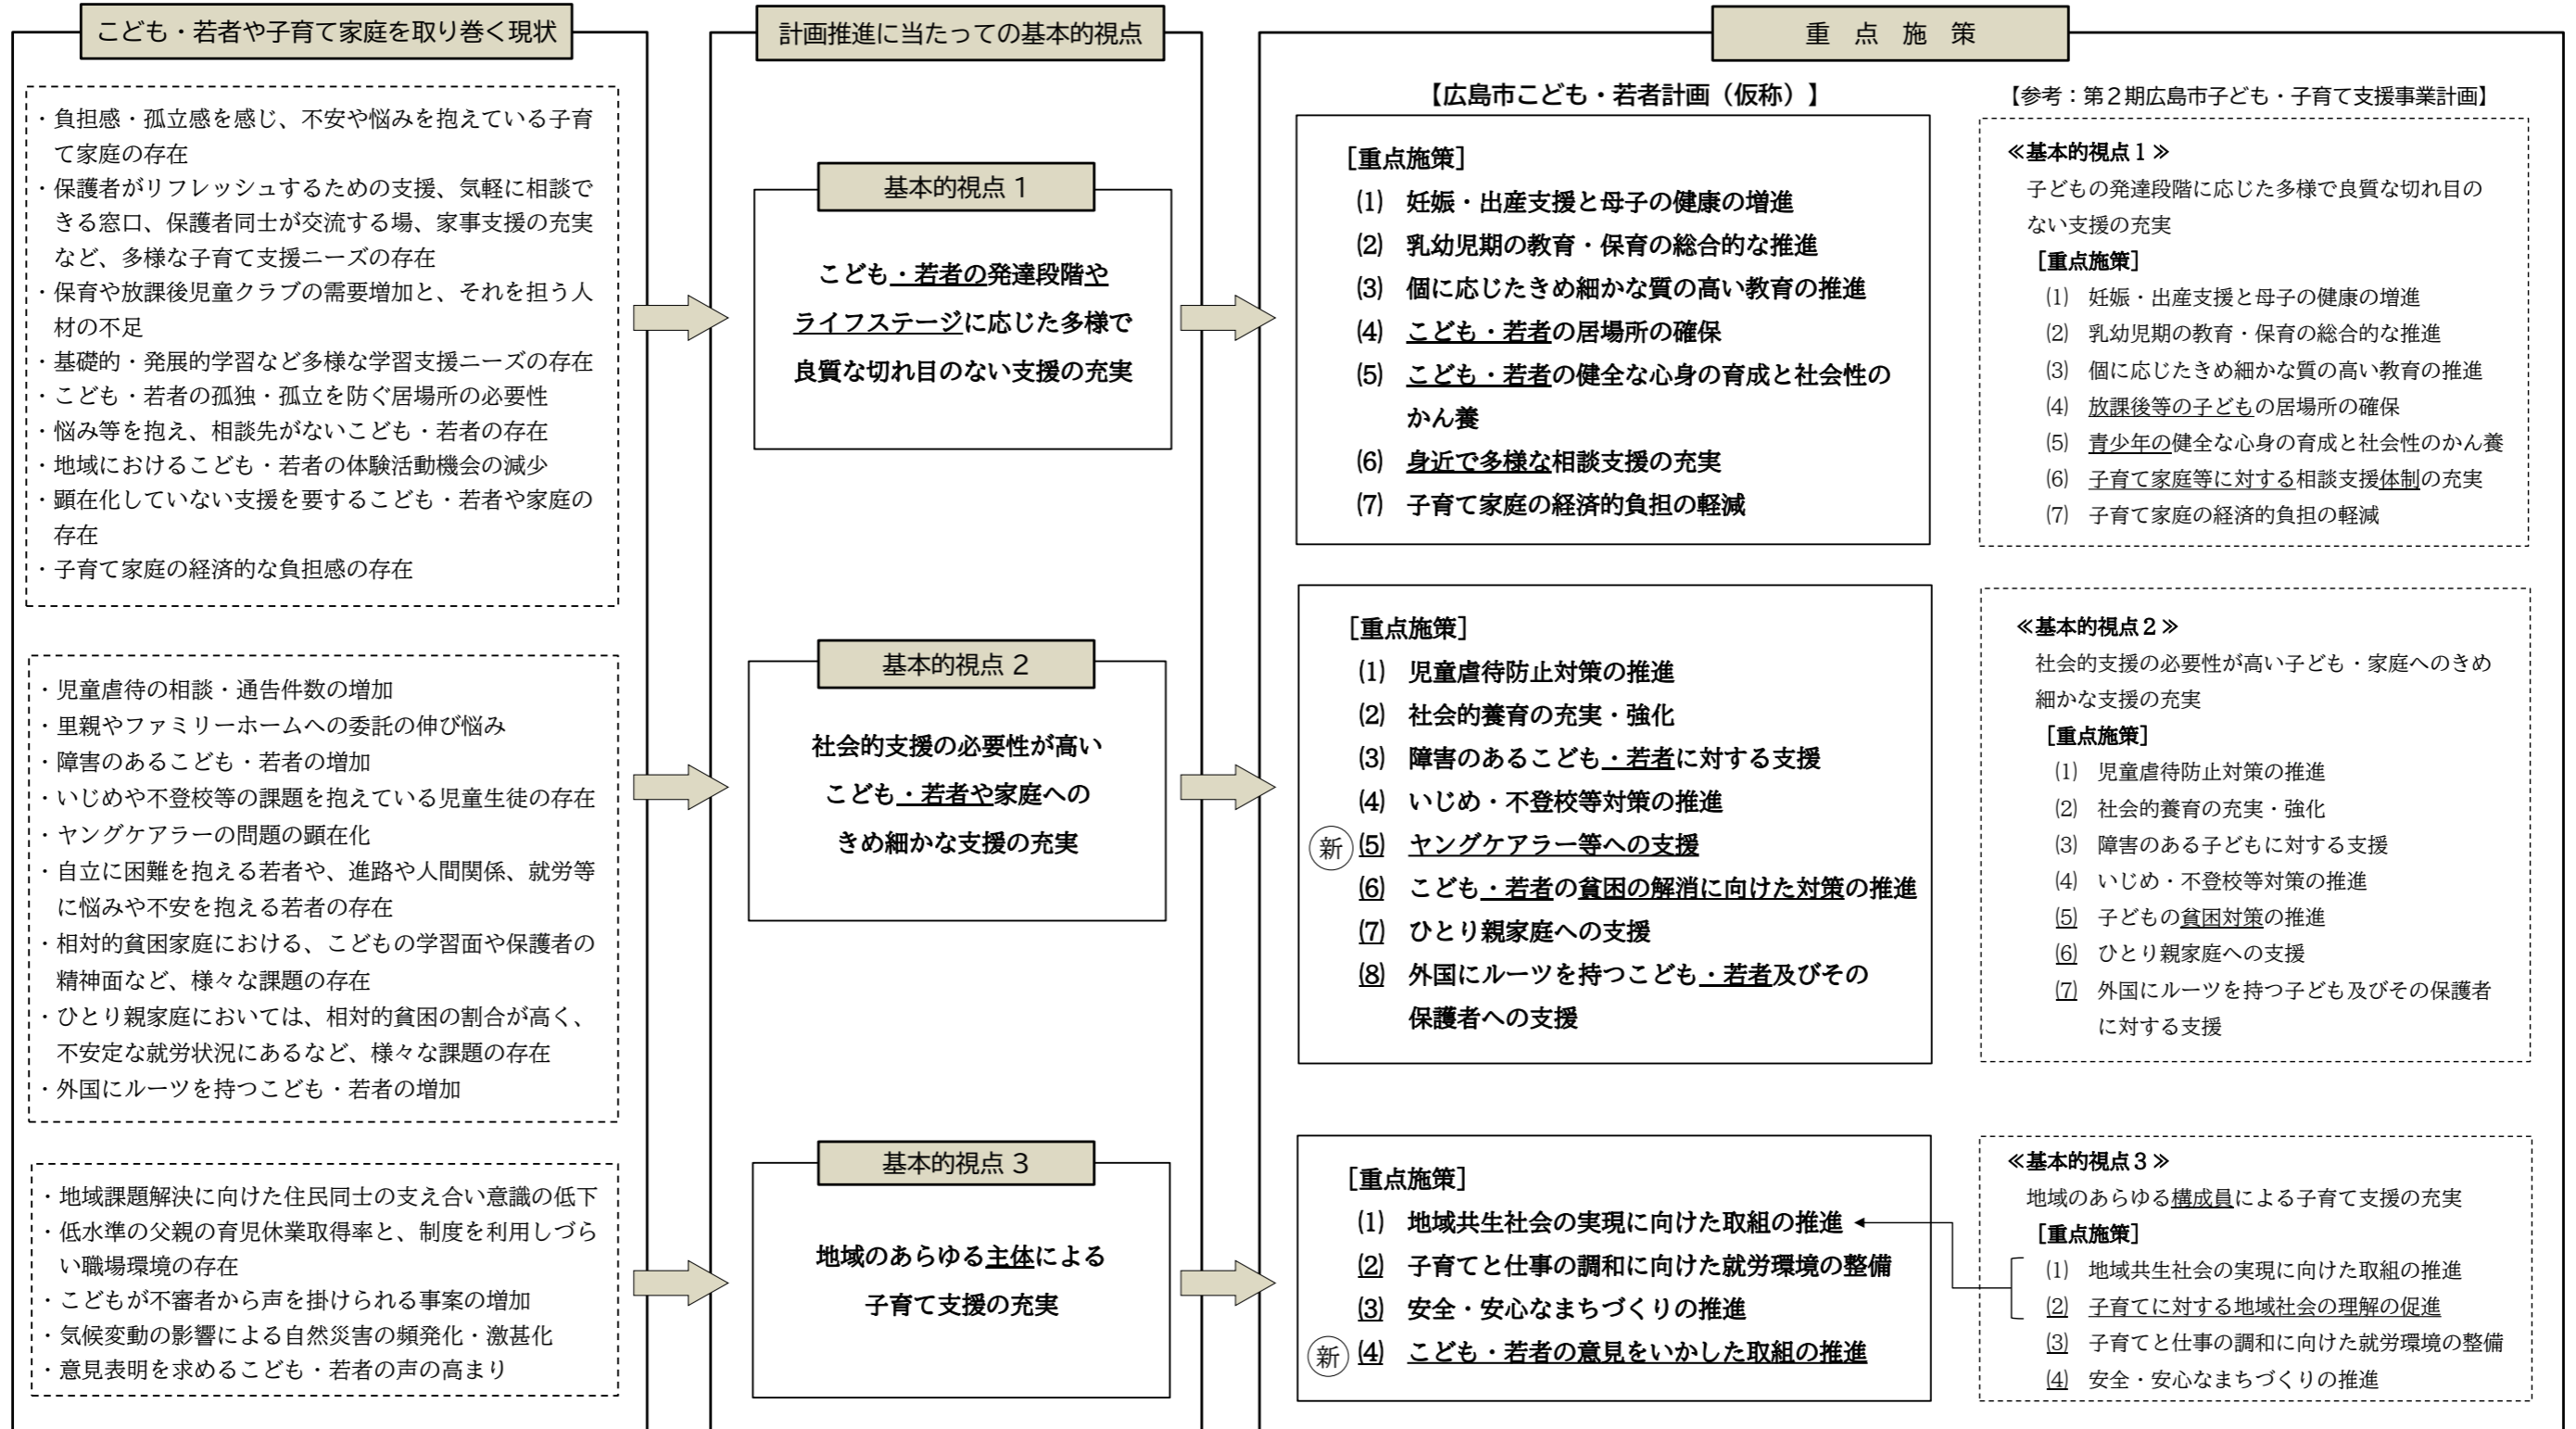 こども・若者や子育て家庭を取り巻く現状
・負担感・孤立感を感じ、不安や悩みを抱えている子育
て家庭の存在
・保護者がリフレッシュするための支援、気軽に相談で
きる窓口、保護者同士が交流する場、家事支援の充実
など、多様な子育て支援ニーズの存在
・保育や放課後児童クラブの需要増加と、それを担う人
材の不足
・基礎的・発展的学習など多様な学習支援ニーズの存在
・こども・若者の孤独・孤立を防ぐ居場所の必要性
・悩み等を抱え、相談先がないこども・若者の存在
・地域におけるこども・若者の体験活動機会の減少
・顕在化していない支援を要するこども・若者や家庭の
存在
・子育て家庭の経済的な負担感の存在
・児童虐待の相談・通告件数の増加
・里親やファミリーホームへの委託の伸び悩み
・障害のあるこども・若者の増加
・いじめや不登校等の課題を抱えている児童生徒の存在
・ヤングケアラーの問題の顕在化
・自立に困難を抱える若者や、進路や人間関係、就労等
に悩みや不安を抱える若者の存在
・相対的貧困家庭における、こどもの学習面や保護者の
精神面など、様々な課題の存在
・ひとり親家庭においては、相対的貧困の割合が高く、
不安定な就労状況にあるなど、様々な課題の存在
・外国にルーツを持つこども・若者の増加
・地域課題解決に向けた住民同士の支え合い意識の低下
・低水準の父親の育児休業取得率と、制度を利用しづら
い職場環境の存在
・こどもが不審者から声を掛けられる事案の増加
・気候変動の影響による自然災害の頻発化・激甚化
・意見表明を求めるこども・若者の声の高まり
計画推進に当たっての基本的視点
基本的視点 1
こども・若者の発達段階や
ライフステージに応じた多様で
良質な切れ目のない支援の充実
基本的視点 2
社会的支援の必要性が高い
こども・若者や家庭への
きめ細かな支援の充実
基本的視点 3
地域のあらゆる主体による
子育て支援の充実
重 点 施 策
【広島市こども・若者計画（仮称）】
［重点施策］
⑴ 妊娠・出産支援と母子の健康の増進
⑵ 乳幼児期の教育・保育の総合的な推進
⑶ 個に応じたきめ細かな質の高い教育の推進
⑷ こども・若者の居場所の確保
⑸ こども・若者の健全な心身の育成と社会性の
かん養
⑹ 身近で多様な相談支援の充実
⑺ 子育て家庭の経済的負担の軽減
［重点施策］
⑴ 児童虐待防止対策の推進
⑵ 社会的養育の充実・強化
⑶ 障害のあるこども・若者に対する支援
⑷ いじめ・不登校等対策の推進
新 ⑸ ヤングケアラー等への支援
⑹ こども・若者の貧困の解消に向けた対策の推進
⑺ ひとり親家庭への支援
⑻ 外国にルーツを持つこども・若者及びその
保護者への支援
［重点施策］
⑴ 地域共生社会の実現に向けた取組の推進
⑵ 子育てと仕事の調和に向けた就労環境の整備
⑶ 安全・安心なまちづくりの推進
新 ⑷ こども・若者の意見をいかした取組の推進
【参考：第２期広島市子ども・子育て支援事業計画】
≪基本的視点１≫
子どもの発達段階に応じた多様で良質な切れ目の
ない支援の充実
［重点施策］
⑴ 妊娠・出産支援と母子の健康の増進
⑵ 乳幼児期の教育・保育の総合的な推進
⑶ 個に応じたきめ細かな質の高い教育の推進
⑷ 放課後等の子どもの居場所の確保
⑸ 青少年の健全な心身の育成と社会性のかん養
⑹ 子育て家庭等に対する相談支援体制の充実
⑺ 子育て家庭の経済的負担の軽減
≪基本的視点２≫
社会的支援の必要性が高い子ども・家庭へのきめ
細かな支援の充実
［重点施策］
⑴ 児童虐待防止対策の推進
⑵ 社会的養育の充実・強化
⑶ 障害のある子どもに対する支援
⑷ いじめ・不登校等対策の推進
⑸ 子どもの貧困対策の推進
⑹ ひとり親家庭への支援
⑺ 外国にルーツを持つ子ども及びその保護者
に対する支援
≪基本的視点３≫
地域のあらゆる構成員による子育て支援の充実
［重点施策］
⑴ 地域共生社会の実現に向けた取組の推進
⑵ 子育てに対する地域社会の理解の促進
⑶ 子育てと仕事の調和に向けた就労環境の整備
⑷ 安全・安心なまちづくりの推進